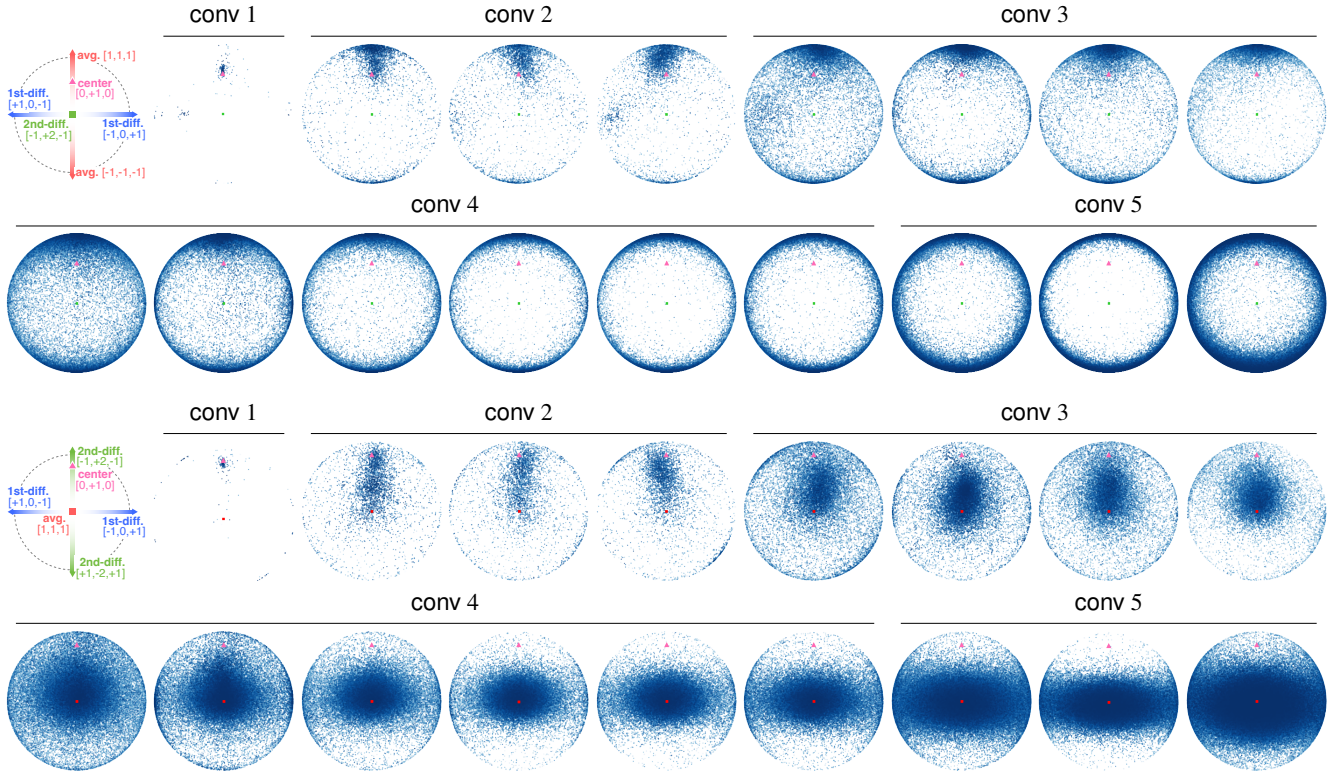 conv 1
conv 2
conv 3
avg. [1,1,1]
center
[0,+1,0]
1st-diff.
[+1,0,-1]
2nd-diff.
[-1,+2,-1]
1st-diff.
[-1,0,+1]
avg. [-1,-1,-1]
conv 4
conv 5
conv 1
conv 2
conv 3
2nd-diff.
[-1,+2,-1]
center
[0,+1,0]
1st-diff.
[+1,0,-1]
avg.
[1,1,1]
1st-diff.
[-1,0,+1]
2nd-diff.
[+1,-2,+1]
conv 4
conv 5